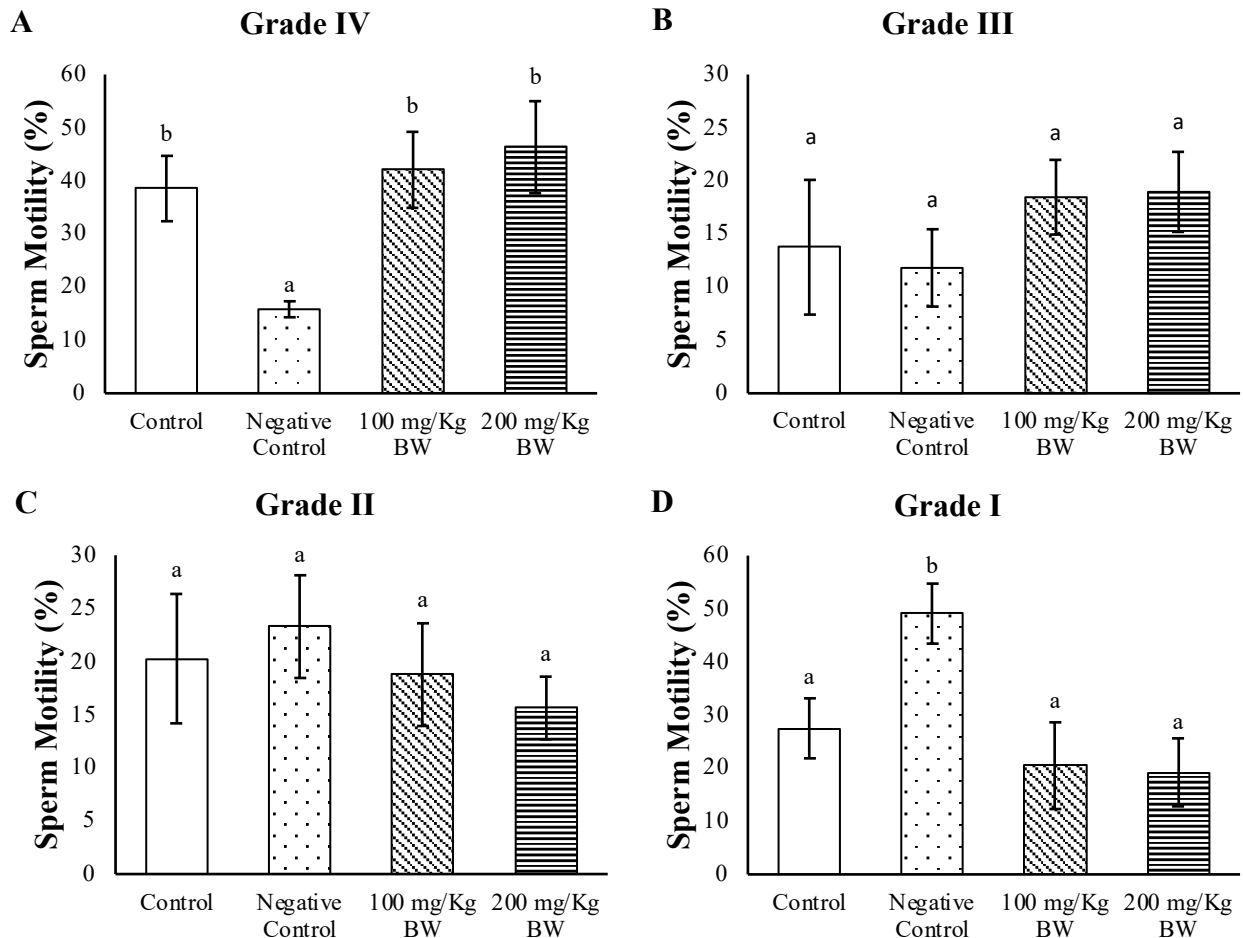 A
Grade IV
Sperm Motility (%)
60
50
40
30
20
10
0
b
a
b
b
Control
Negative
Control
100 mg/Kg
BW
200 mg/Kg
BW
B
Grade III
Sperm Motility (%)
30
25
20
15
10
5
0
a
a
a
a
Control
Negative
Control
100 mg/Kg
BW
200 mg/Kg
BW
C
Grade II
Sperm Motility (%)
30
25
20
15
10
5
0
a
a
a
a
Control
Negative
Control
100 mg/Kg
BW
200 mg/Kg
BW
D
Grade I
Sperm Motility (%)
60
50
40
30
20
10
0
a
b
a
a
Control
Negative
Control
100 mg/Kg
BW
200 mg/Kg
BW